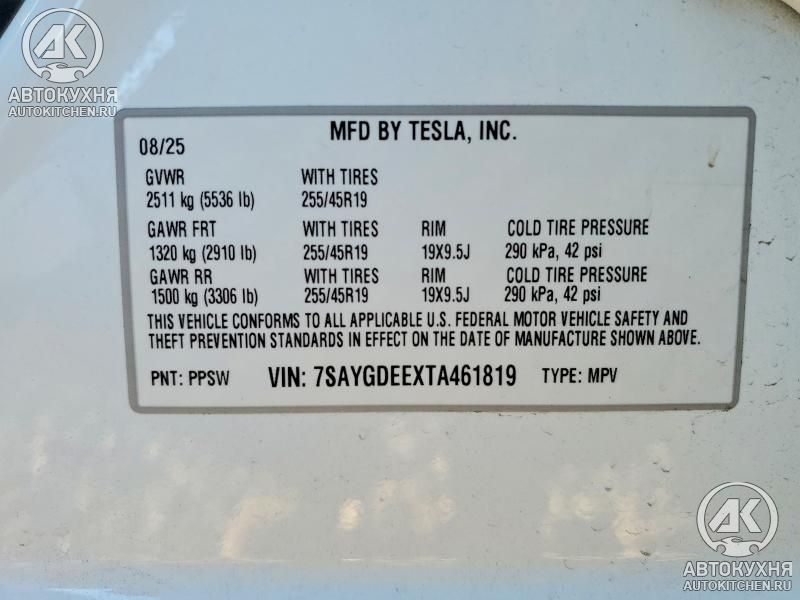 AK
АВТОКУХНЯ
AUTOKITCHEN.RU
08/25
MFD BY TESLA, INC.
GVWR WITH TIRES
2511 kg (5536 lb) 255/45R19
GAWR FRT WITH TIRES RIM COLD TIRE PRESSURE
1320 kg (2910 lb) 255/45R19 19X9.5J 290 kPa, 42 psi
GAWR RR WITH TIRES RIM COLD TIRE PRESSURE
1500 kg (3306 lb) 255/45R19 19X9.5J 290 kPa, 42 psi
THIS VEHICLE CONFORMS TO ALL APPLICABLE U.S. FEDERAL MOTOR VEHICLE SAFETY AND
THEFT PREVENTION STANDARDS IN EFFECT ON THE DATE OF MANUFACTURE SHOWN ABOVE.
PNT: PPSW VIN: 7SAYGDEEXTA461819 TYPE: MPV
AK
АВТОКУХНЯ
AUTOKITCHEN.RU